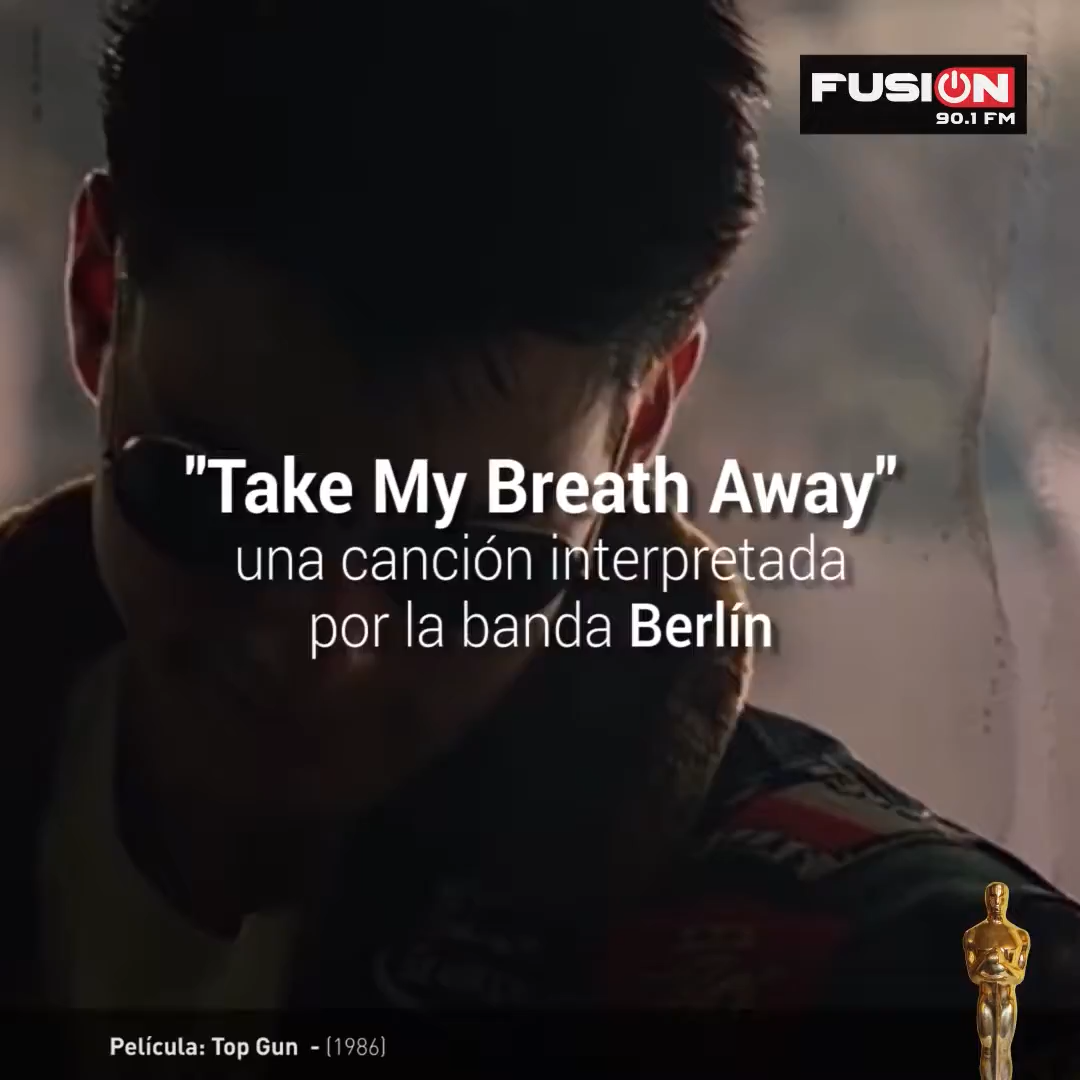 FUSION
90.1 FM
"Take My Breath Away"
una canción interpretada
por la banda Berlín
Película: Top Gun - (1986)